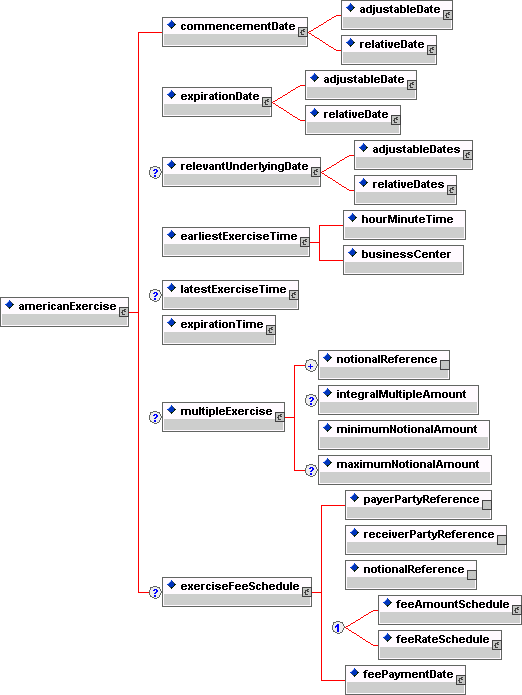 commencementDate
adjustableDate
relativeDate
expirationDate
adjustableDate
relativeDate
? relevantUnderlyingDate
adjustableDates
relativeDates
earliestExerciseTime
hourMinuteTime
businessCenter
americanExercise
? latestExerciseTime
expirationTime
? multipleExercise
+ notionalReference
? integralMultipleAmount
minimumNotionalAmount
? maximumNotionalAmount
? exerciseFeeSchedule
payerPartyReference
receiverPartyReference
notionalReference
1
feeAmountSchedule
feeRateSchedule
feePaymentDate